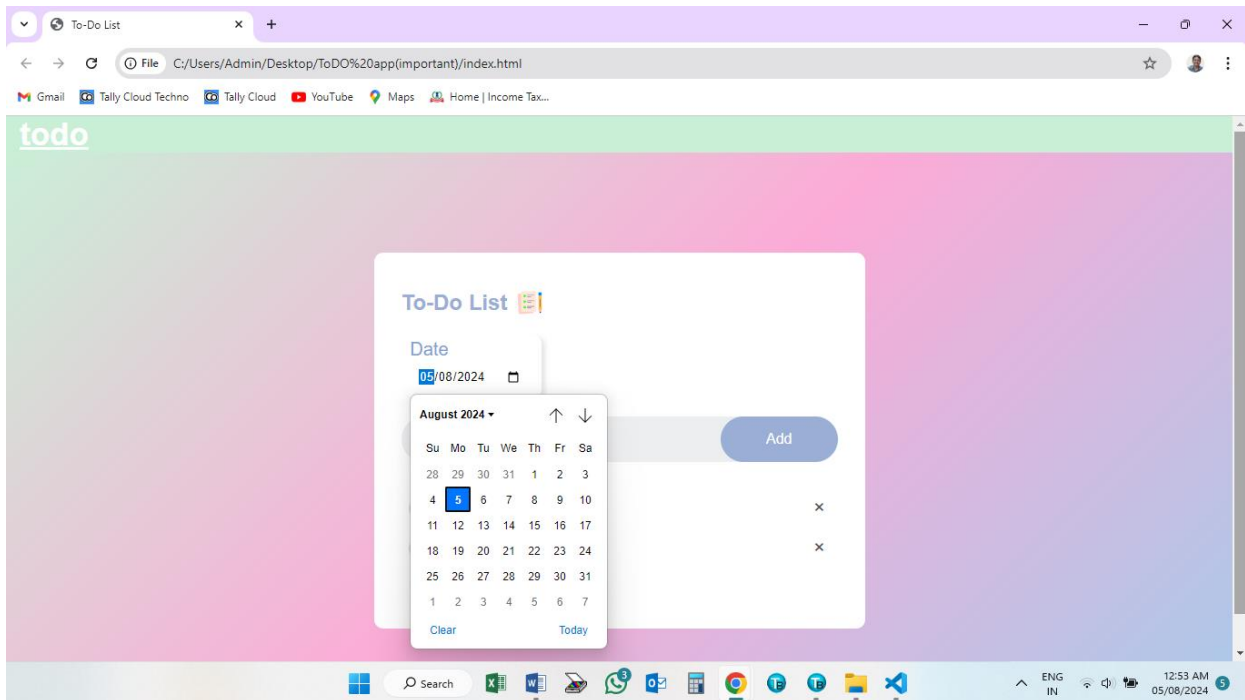 To-Do List
File C:/Users/Admin/Desktop/ToDO%20app(important)/index.html
Gmail Tally Cloud Techno Tally Cloud YouTube Maps Home | Income Tax...
todo
To-Do List
Date
05/08/2024
August 2024
Add
Su Mo Tu We Th Fr Sa
28 29 30 31 1 2 3
4 5 6 7 8 9 10
11 12 13 14 15 16 17
18 19 20 21 22 23 24
25 26 27 28 29 30 31
1 2 3 4 5 6 7
Clear Today
Search 3 ENG IN 12:53 AM 05/08/2024 5